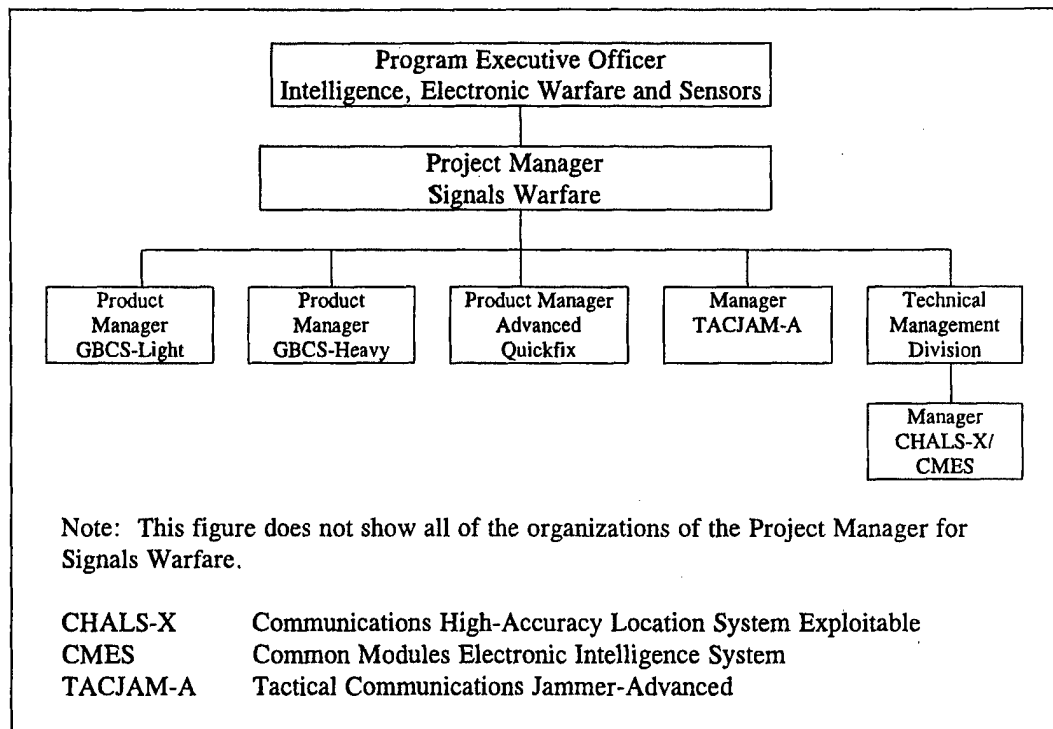 Program Executive Officer
Intelligence, Electronic Warfare and Sensors
Project Manager
Signals Warfare
Product
Manager
GBCS-Light
Product
Manager
GBCS-Heavy
Product Manager
Advanced
Quickfix
Manager
TACJAM-A
Technical
Management
Division
Manager
CHALS-X/
CMES
Note: This figure does not show all of the organizations of the Project Manager for
Signals Warfare.
CHALS-X Communications High-Accuracy Location System Exploitable
CMES Common Modules Electronic Intelligence System
TACJAM-A Tactical Communications Jammer-Advanced